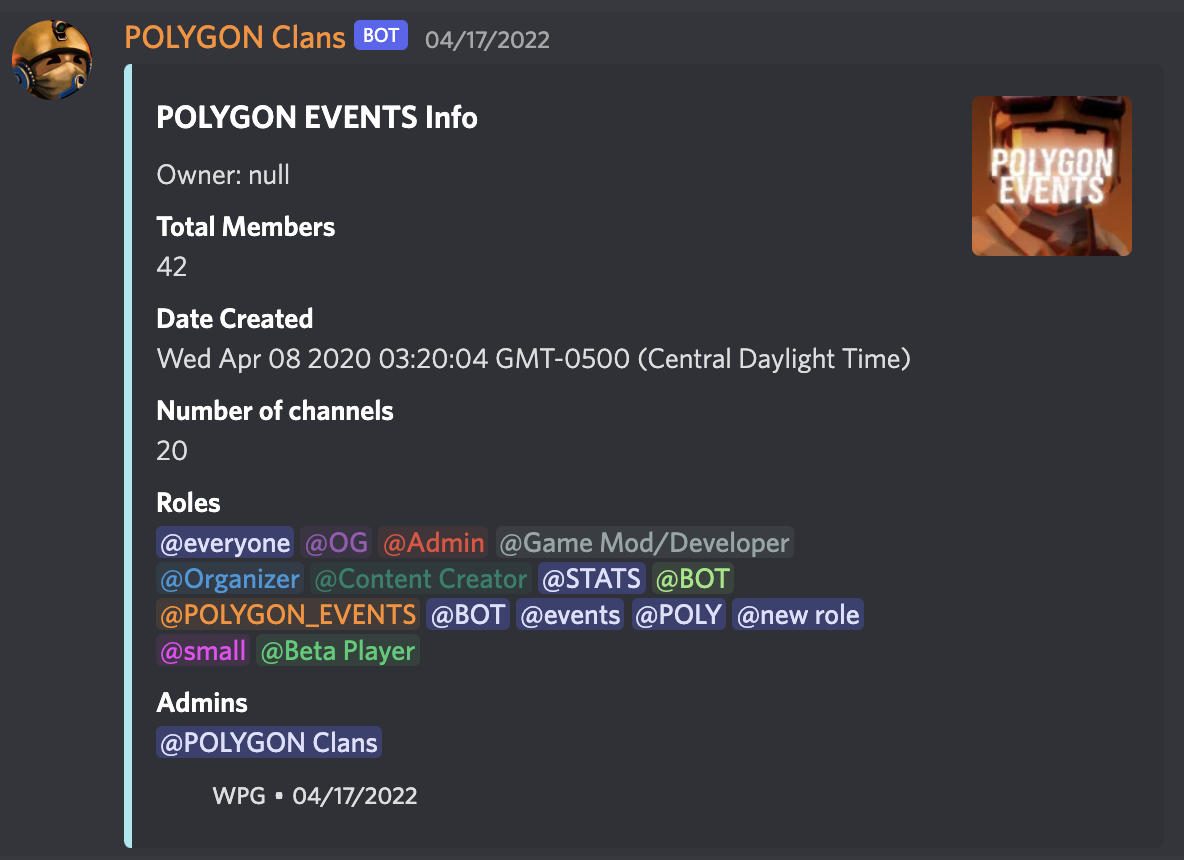 POLYGON Clans BOT 04/17/2022
POLYGON EVENTS Info
Owner: null
Total Members
42
Date Created
Wed Apr 08 2020 03:20:04 GMT-0500 (Central Daylight Time)
Number of channels
20
Roles
@everyone @OG @Admin @Game Mod/Developer
@Organizer @Content Creator @STATS @BOT
@POLYGON_EVENTS @BOT @events @POLY @new role
@small @Beta Player
Admins
@POLYGON Clans
WPG • 04/17/2022
POLYGON
EVENTS